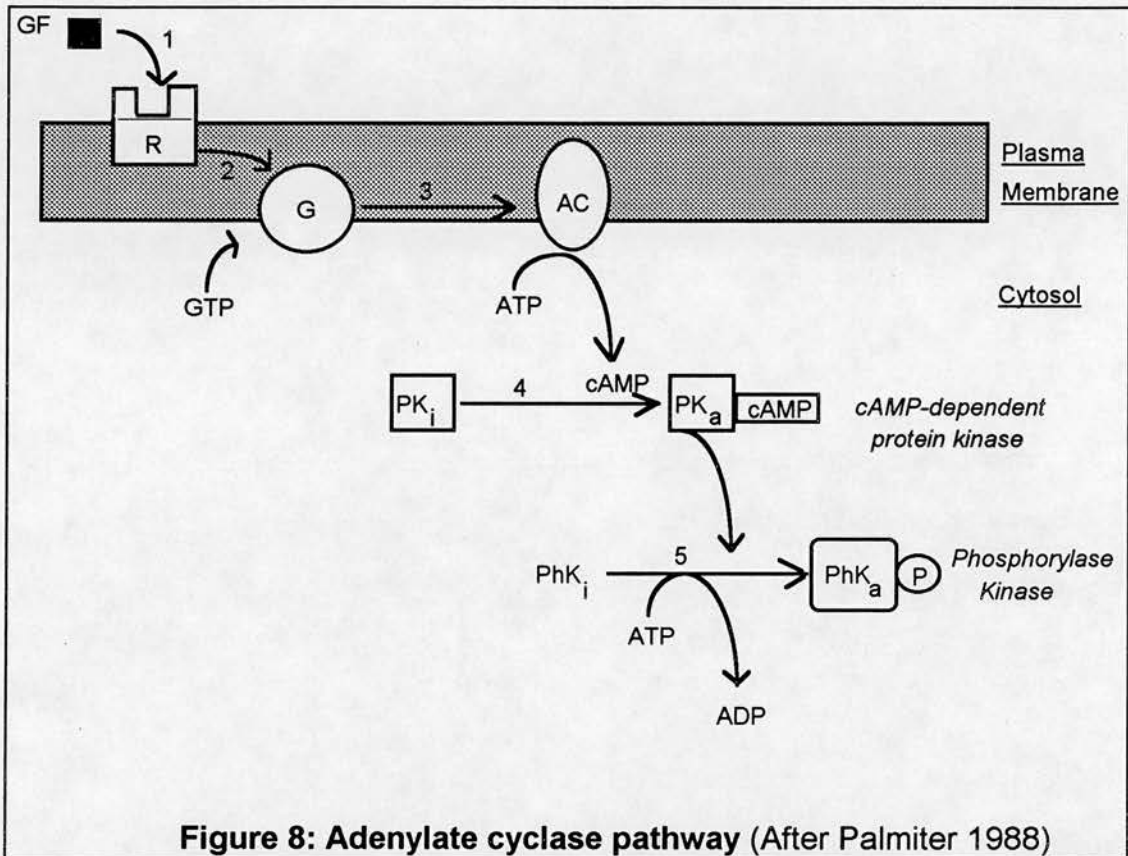 GF
1
R
2
G
3
AC
Plasma
Membrane
GTP
ATP
Cytosol
PKi
4
cAMP
PKa
cAMP
cAMP-dependent
protein kinase
PhKi
5
PhKa
P
Phosphorylase
Kinase
ATP
ADP
Figure 8: Adenylate cyclase pathway (After Palmiter 1988)